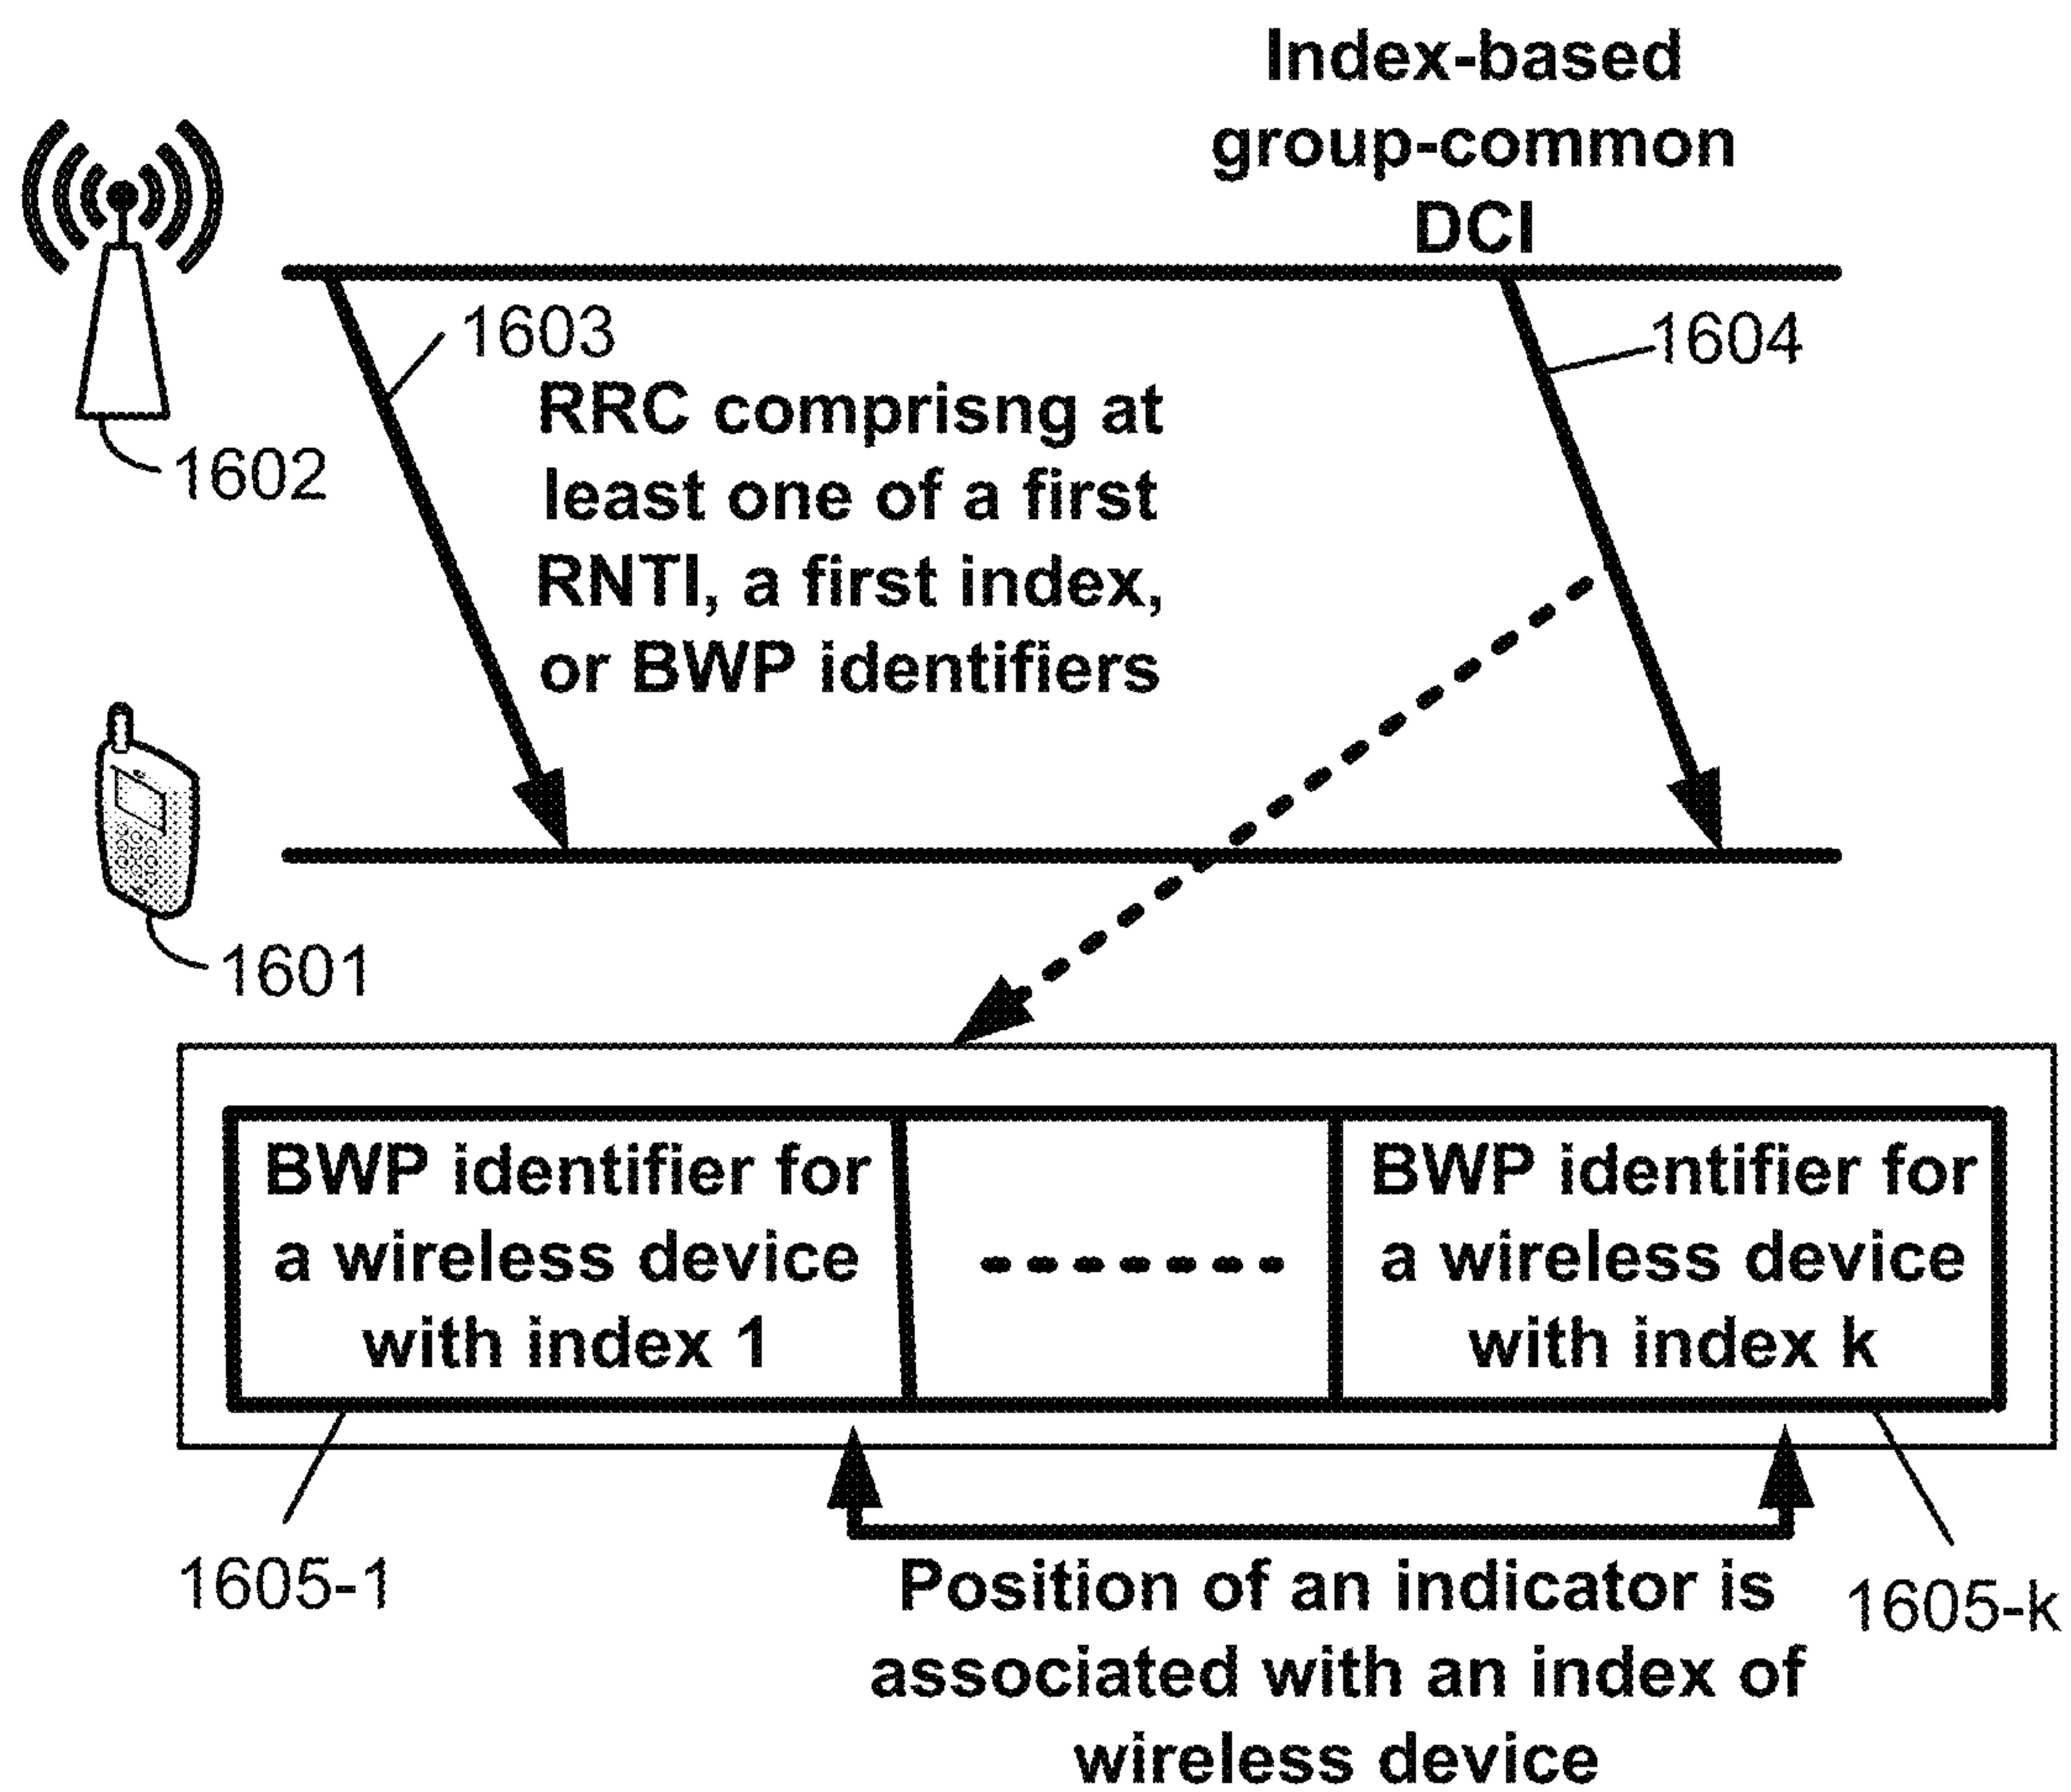 Index-based
group-common
DCI
1603
1604
RRC comprisng at
least one of a first
RNTI, a first index,
or BWP identifiers
1602
1601
BWP identifier for
a wireless device
with index 1
BWP identifier for
a wireless device
with index k
1605-1
1605-k
Position of an indicator is
associated with an index of
wireless device